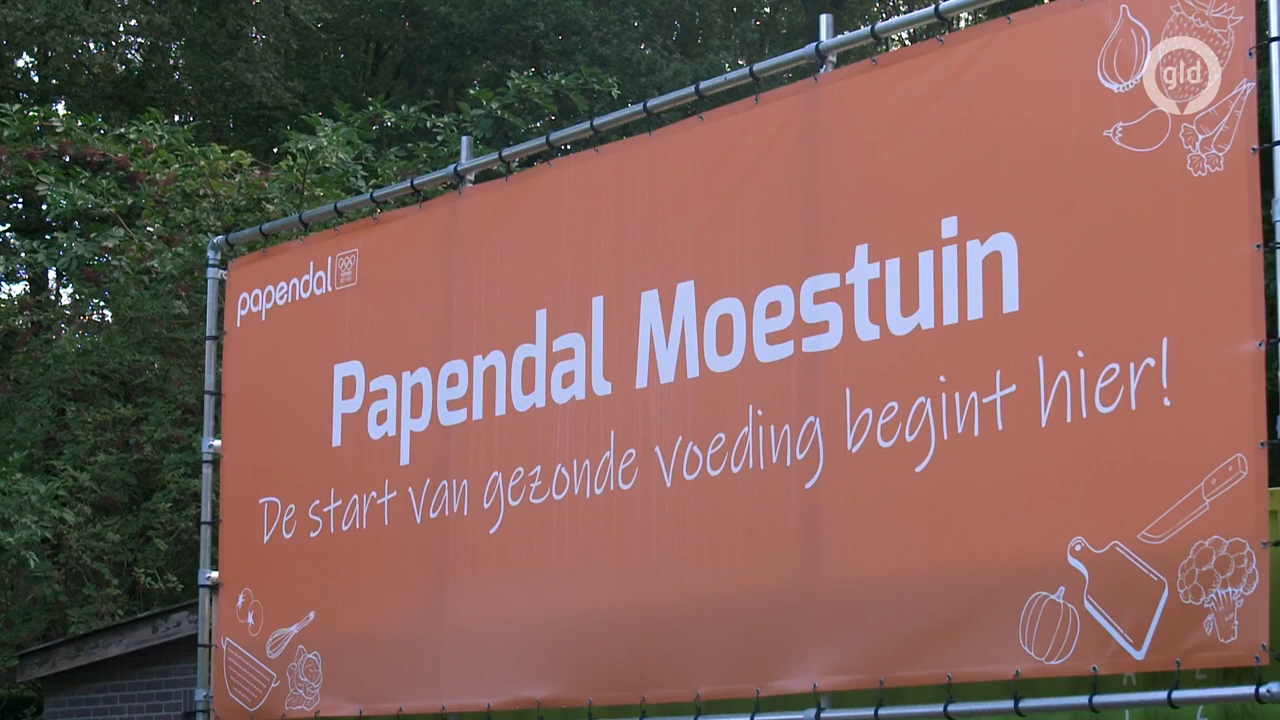 gld
papendal
Papendal Moestuin
De start van gezonde voeding begint hier!